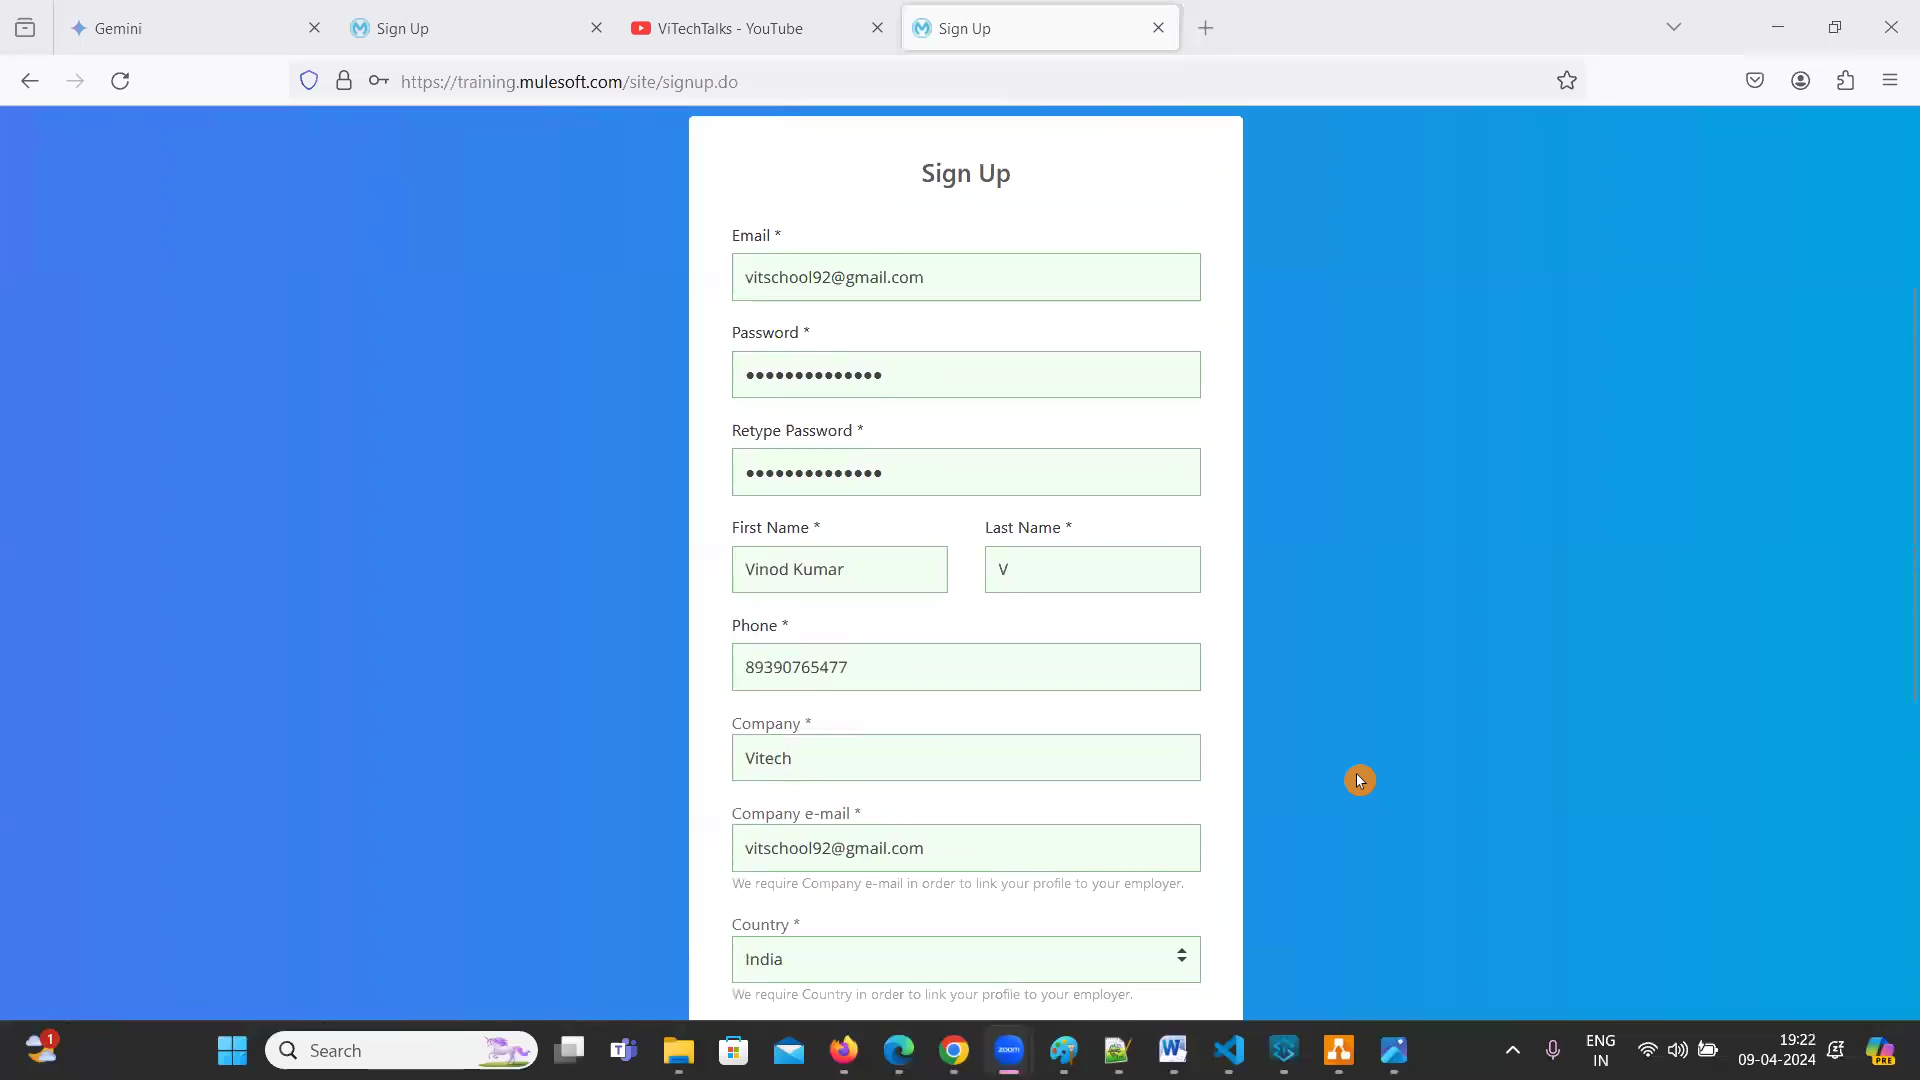 Gemini
Sign Up
ViTechTalks - YouTube
Sign Up
https://training.mulesoft.com/site/signup.do
Sign Up
Email *
vitschool92@gmail.com
Password *
●●●●●●●●●●●●●●
Retype Password *
●●●●●●●●●●●●●●
First Name * Last Name *
Vinod Kumar V
Phone *
89390765477
Company *
Vitech
Company e-mail *
vitschool92@gmail.com
We require Company e-mail in order to link your profile to your employer.
Country *
India
We require Country in order to link your profile to your employer.
1
Search
zoom
ENG
IN
19:22
09-04-2024
PRE